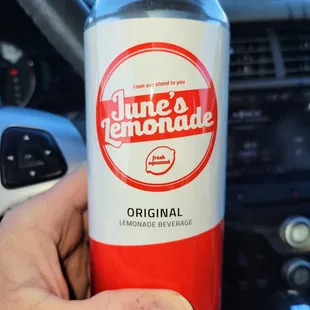 From our stand to you
June's
Lemonade
fresh
squeezed
ORIGINAL
LEMONADE BEVERAGE